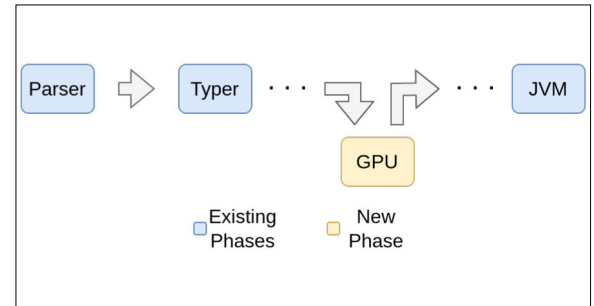 Parser
Typer
. . .
. . .
JVM
GPU
Existing
Phases
New
Phase